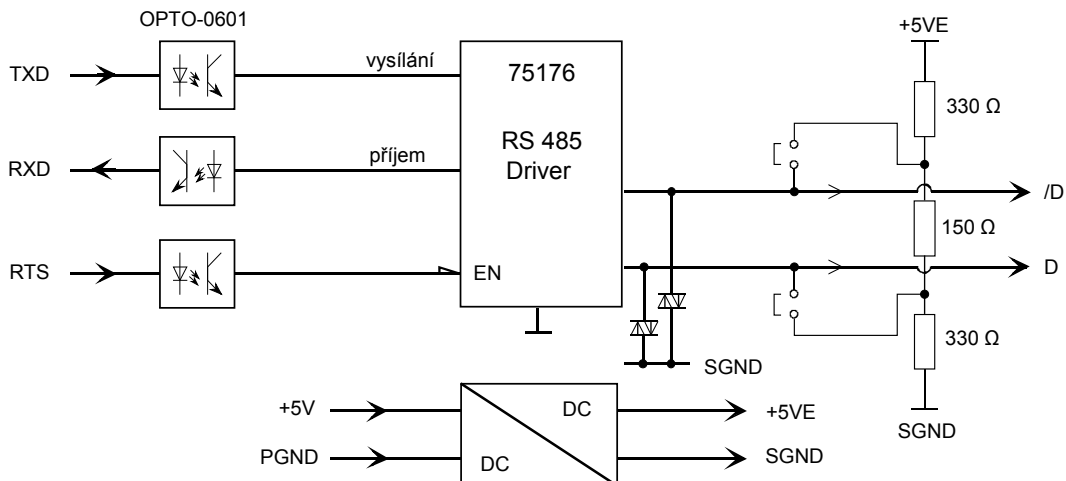 OPTO-0601
+5VE
TXD
vysílání
75176
330 Ω
RXD
příjem
RS 485
Driver
/D
150 Ω
RTS
EN
D
330 Ω
SGND
+5V
DC
+5VE
SGND
PGND
DC
SGND